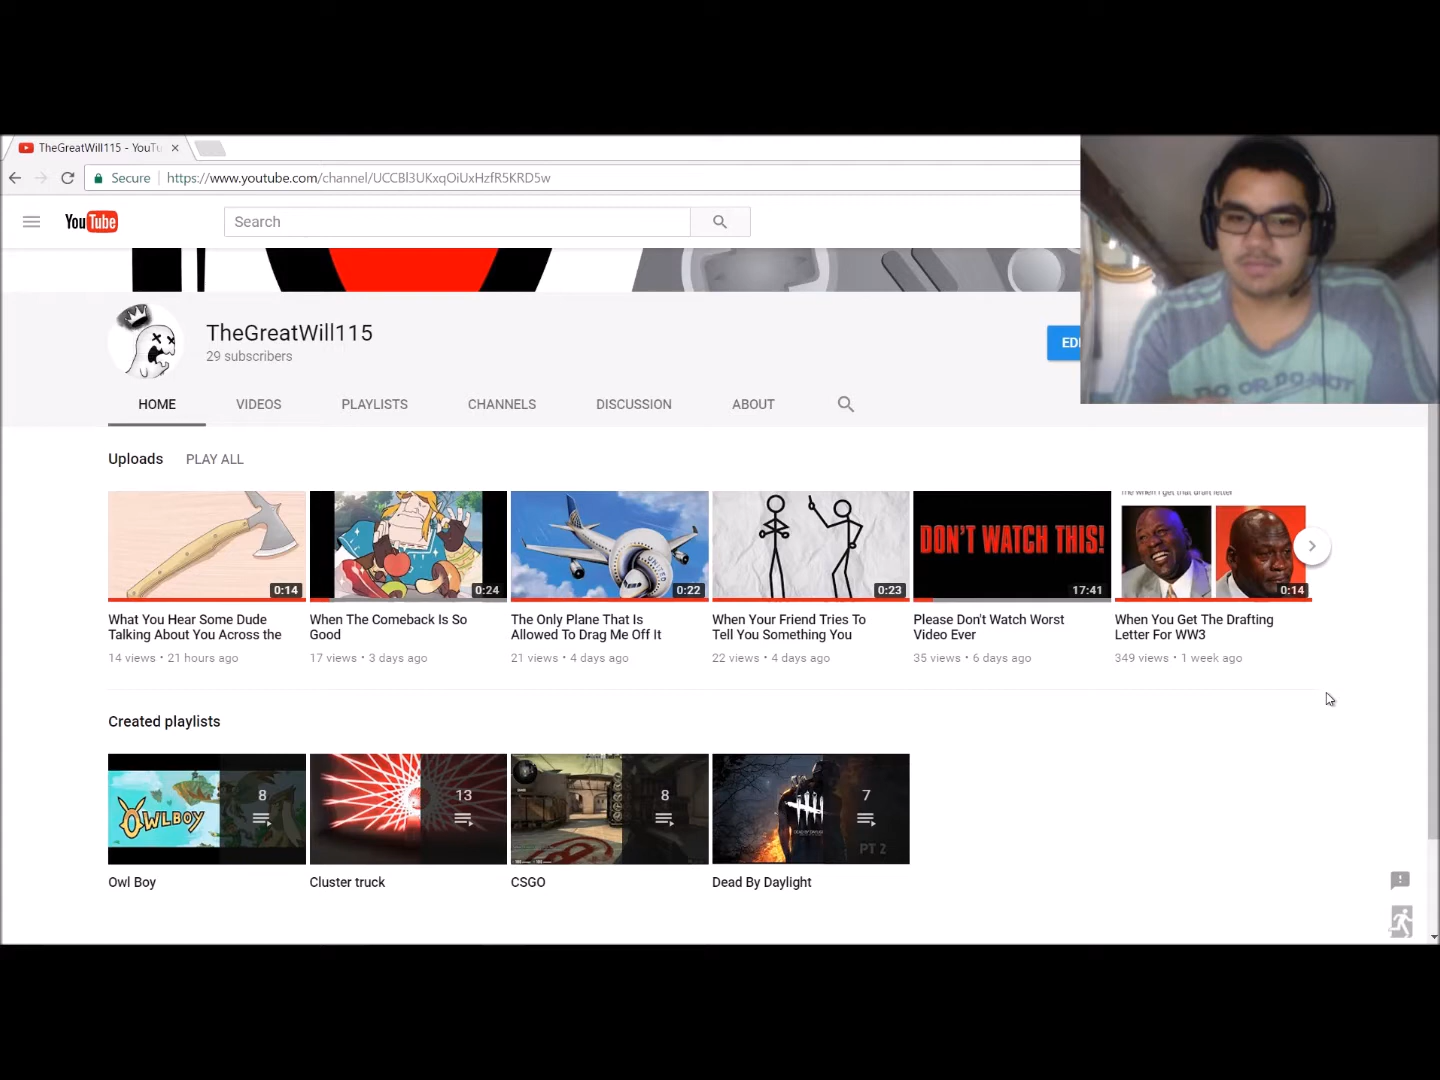 TheGreatWill115 - YouTu
Secure
https://www.youtube.com/channel/UCCBl3UKxqOiUxHzfR5KRD5w
YouTube
Search
TheGreatWill115
29 subscribers
HOME VIDEOS PLAYLISTS CHANNELS DISCUSSION ABOUT
DO OR DO NOT
Uploads PLAY ALL
DON'T WATCH THIS!
UNITED
0:14 0:24 0:22 0:23 17:41 0:14
What You Hear Some Dude
Talking About You Across the
14 views • 21 hours ago
When The Comeback Is So
Good
17 views • 3 days ago
The Only Plane That Is
Allowed To Drag Me Off It
21 views • 4 days ago
When Your Friend Tries To
Tell You Something You
22 views • 4 days ago
Please Don't Watch Worst
Video Ever
35 views • 6 days ago
When You Get The Drafting
Letter For WW3
349 views • 1 week ago
Created playlists
OWLBOY
8
13
8
7
PT 2
Owl Boy
Cluster truck
CSGO
Dead By Daylight